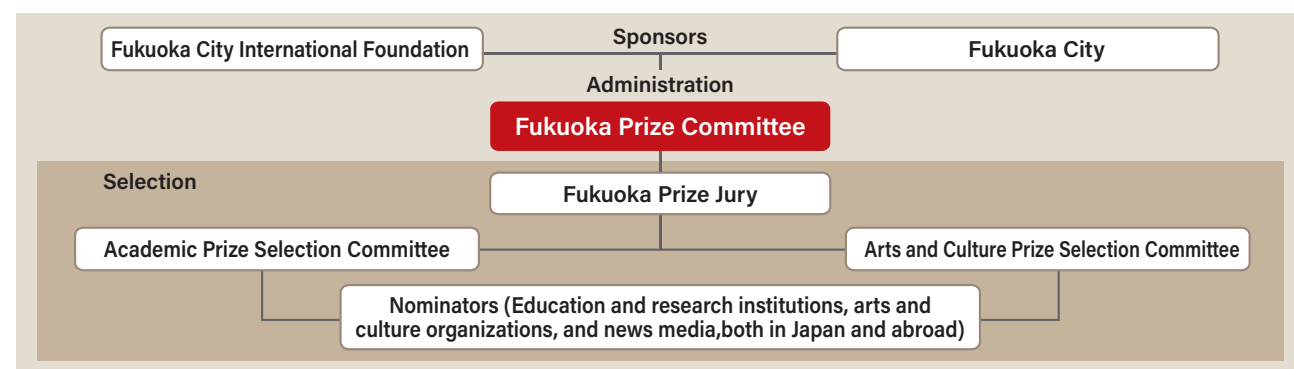 Fukuoka City International Foundation
Sponsors
Fukuoka City
Administration
Fukuoka Prize Committee
Selection
Fukuoka Prize Jury
Academic Prize Selection Committee
Arts and Culture Prize Selection Committee
Nominators (Education and research institutions, arts and
culture organizations, and news media,both in Japan and abroad)